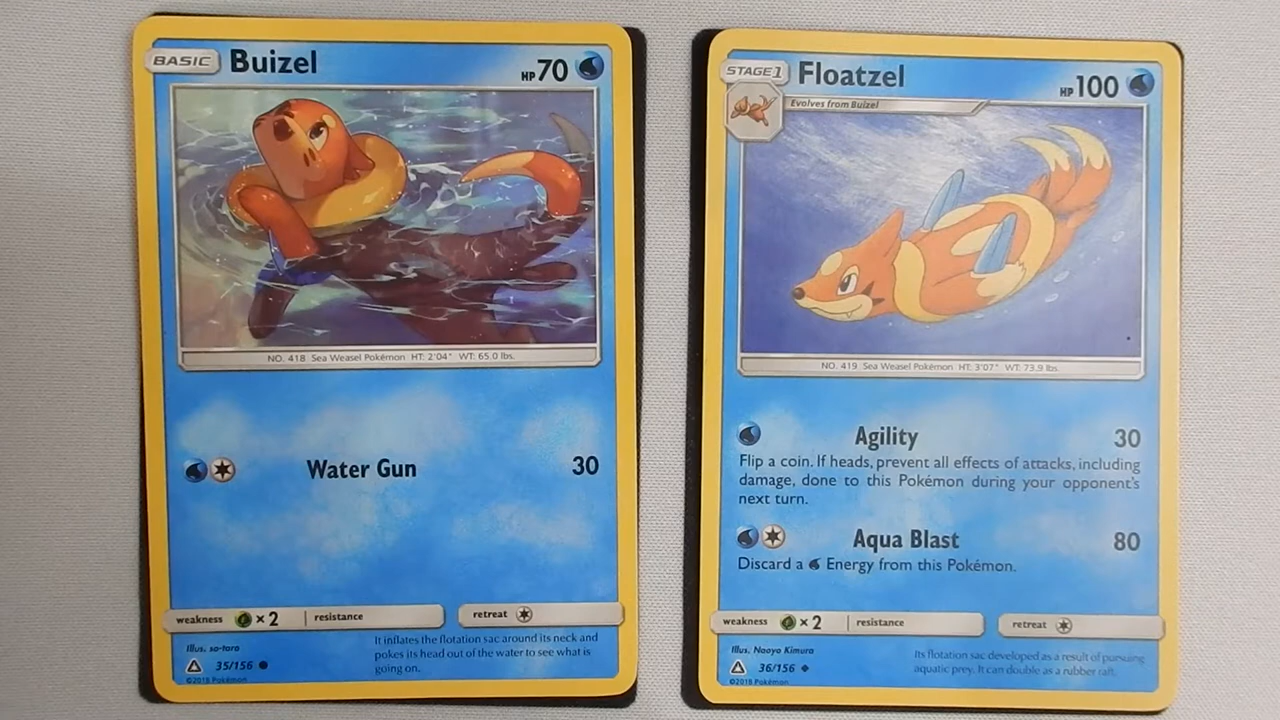 BASIC Buizel HP 70
NO. 418 Sea Weasel Pokémon HT: 2'04" WT: 65.0 lbs.
Water Gun 30
weakness × 2 resistance retreat
Illus. so-taro
35/156
©2018 Pokémon
It inflates the flotation sac around its neck and
pokes its head out of the water to see what is
going on.
STAGE 1 Floatzel HP 100
Evolves from Buizel
NO. 419 Sea Weasel Pokémon HT: 3'07" WT: 73.9 lbs.
Agility 30
Flip a coin. If heads, prevent all effects of attacks, including
damage, done to this Pokémon during your opponent's
next turn.
Aqua Blast 80
Discard a Energy from this Pokémon.
weakness × 2 resistance retreat
Illus. Naoyo Kimura
36/156
©2018 Pokémon
Its flotation sac developed as a result of pursuing
aquatic prey. It can double as a rubber raft.